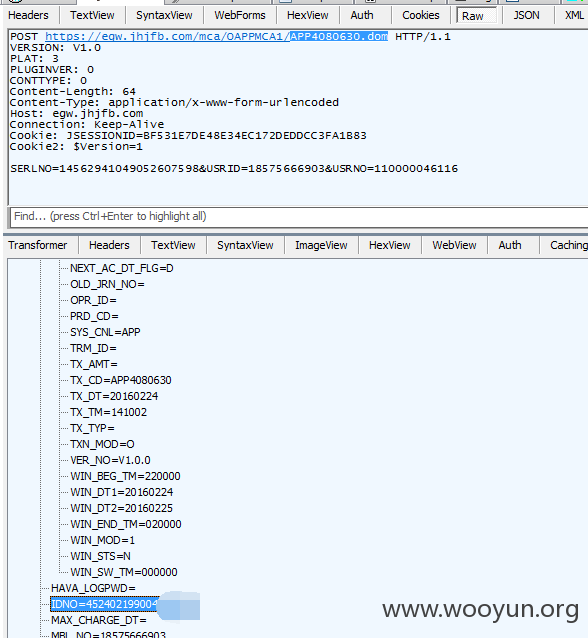 Headers TextView SyntaxView WebForms HexView Auth Cookies Raw JSON XML
POST https://egw.jhjfb.com/mca/OAPPMCA1/APP4080630.dom HTTP/1.1
VERSION: V1.0
PLAT: 3
PLUGINVER: 0
CONTTYPE: 0
Content-Length: 64
Content-Type: application/x-www-form-urlencoded
Host: egw.jhjfb.com
Connection: Keep-Alive
Cookie: JSESSIONID=BF531E7DE48E34EC172DEDDCC3FA1B83
Cookie2: $Version=1
SERLNO=14562941049052607598&USRID=18575666903&USRNO=110000046116
Find... (press Ctrl+Enter to highlight all)
Transformer Headers TextView SyntaxView ImageView HexView WebView Auth Caching
NEXT_AC_DT_FLG=D
OLD_JRN_NO=
OPR_ID=
PRD_CD=
SYS_CNL=APP
TRM_ID=
TX_AMT=
TX_CD=APP4080630
TX_DT=20160224
TX_TM=141002
TX_TYP=
TXN_MOD=O
VER_NO=V1.0.0
WIN_BEG_TM=220000
WIN_DT1=20160224
WIN_DT2=20160225
WIN_END_TM=020000
WIN_MOD=1
WIN_STS=N
WIN_SW_TM=000000
HAVA_LOGPWD=
IDNO=452402199004
MAX_CHARGE_DT=
MBL_NO=18575666903
www.wooyun.org